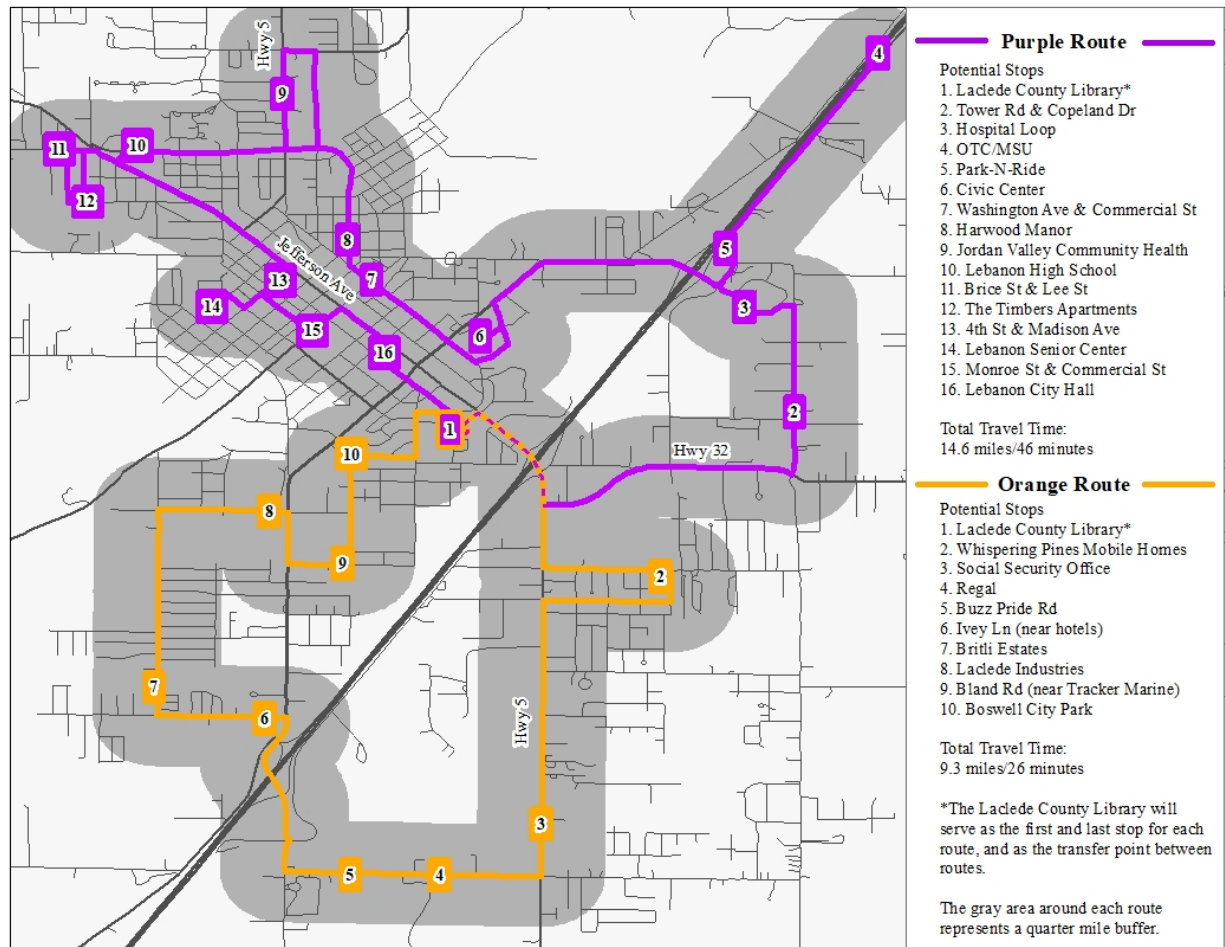 Purple Route
Potential Stops
1. Laclede County Library*
2. Tower Rd & Copeland Dr
3. Hospital Loop
4. OTC/MSU
5. Park-N-Ride
6. Civic Center
7. Washington Ave & Commercial St
8. Harwood Manor
9. Jordan Valley Community Health
10. Lebanon High School
11. Brice St & Lee St
12. The Timbers Apartments
13. 4th St & Madison Ave
14. Lebanon Senior Center
15. Monroe St & Commercial St
16. Lebanon City Hall
Total Travel Time:
14.6 miles/46 minutes
Orange Route
Potential Stops
1. Laclede County Library*
2. Whispering Pines Mobile Homes
3. Social Security Office
4. Regal
5. Buzz Pride Rd
6. Ivey Ln (near hotels)
7. Britli Estates
8. Laclede Industries
9. Bland Rd (near Tracker Marine)
10. Boswell City Park
Total Travel Time:
9.3 miles/26 minutes
*The Laclede County Library will
serve as the first and last stop for each
route, and as the transfer point between
routes.
The gray area around each route
represents a quarter mile buffer.
Hwy 5
4
9
10
11
12
8
5
Jefferson Ave
7
13
14
3
15
6
16
2
1
Hwy 32
10
8
9
2
7
6
Hwy 5
3
5
4